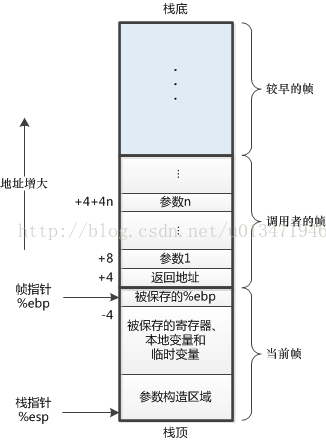 栈底
较早的帧
地址增大
+4+4n
参数n
调用者的帧
http://blog.csdn.net/u013471946
+8
参数1
+4
返回地址
帧指针
%ebp
被保存的%ebp
-4
被保存的寄存器、
本地变量和
临时变量
当前帧
参数构造区域
栈指针
%esp
栈顶